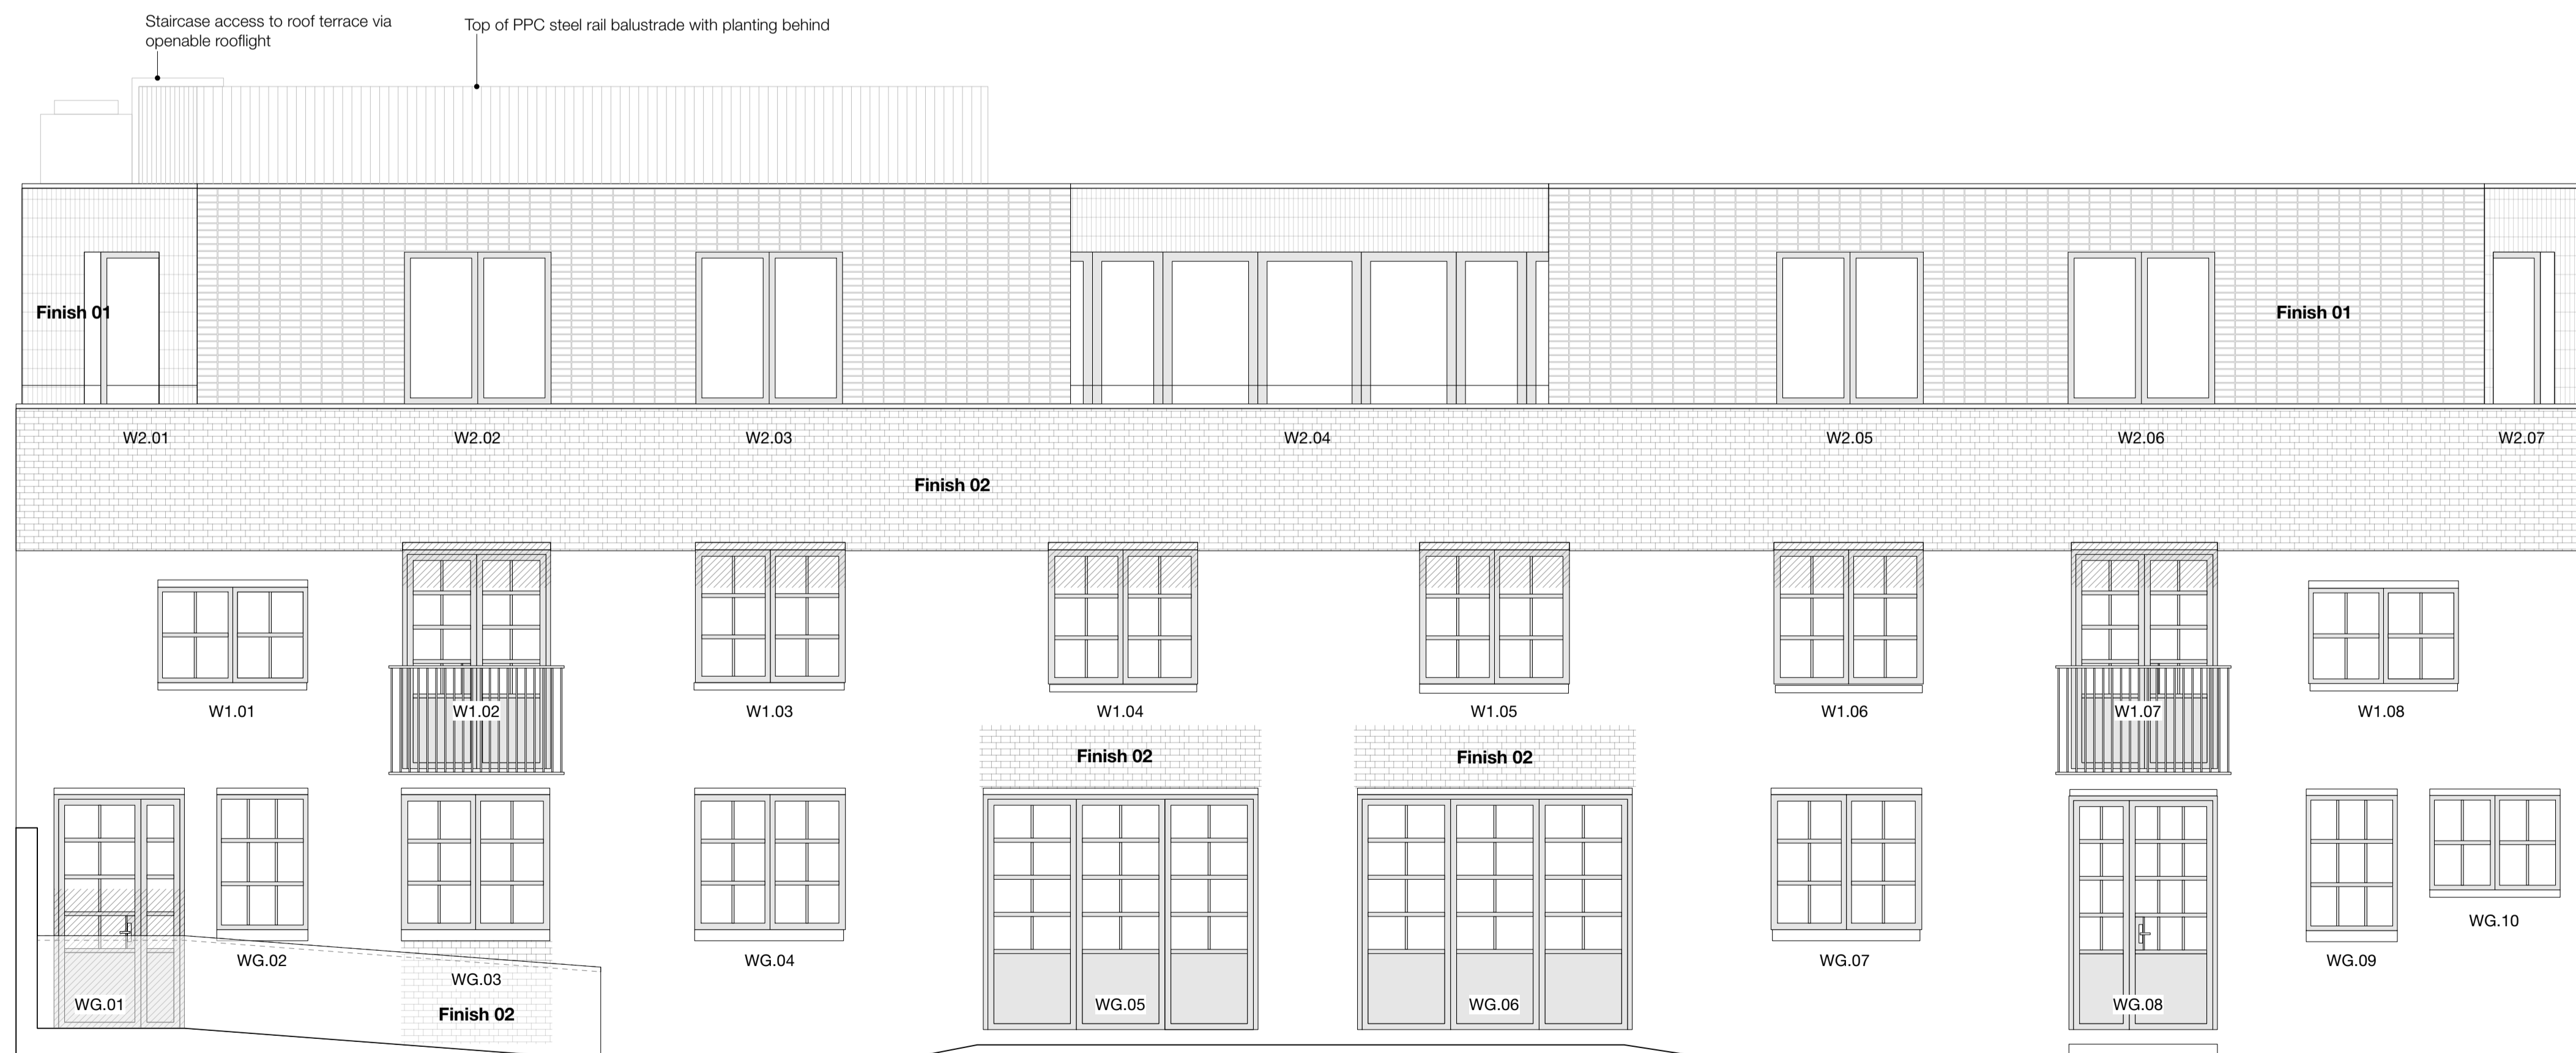 Staircase access to roof terrace via
openable rooflight
Top of PPC steel rail balustrade with planting behind
Finish 01
Finish 01
W2.01
W2.02
W2.03
W2.04
W2.05
W2.06
W2.07
Finish 02
W1.01
W1.02
W1.03
W1.04
W1.05
W1.06
W1.07
W1.08
Finish 02
Finish 02
WG.01
WG.02
WG.03
Finish 02
WG.04
WG.05
WG.06
WG.07
WG.08
WG.09
WG.10